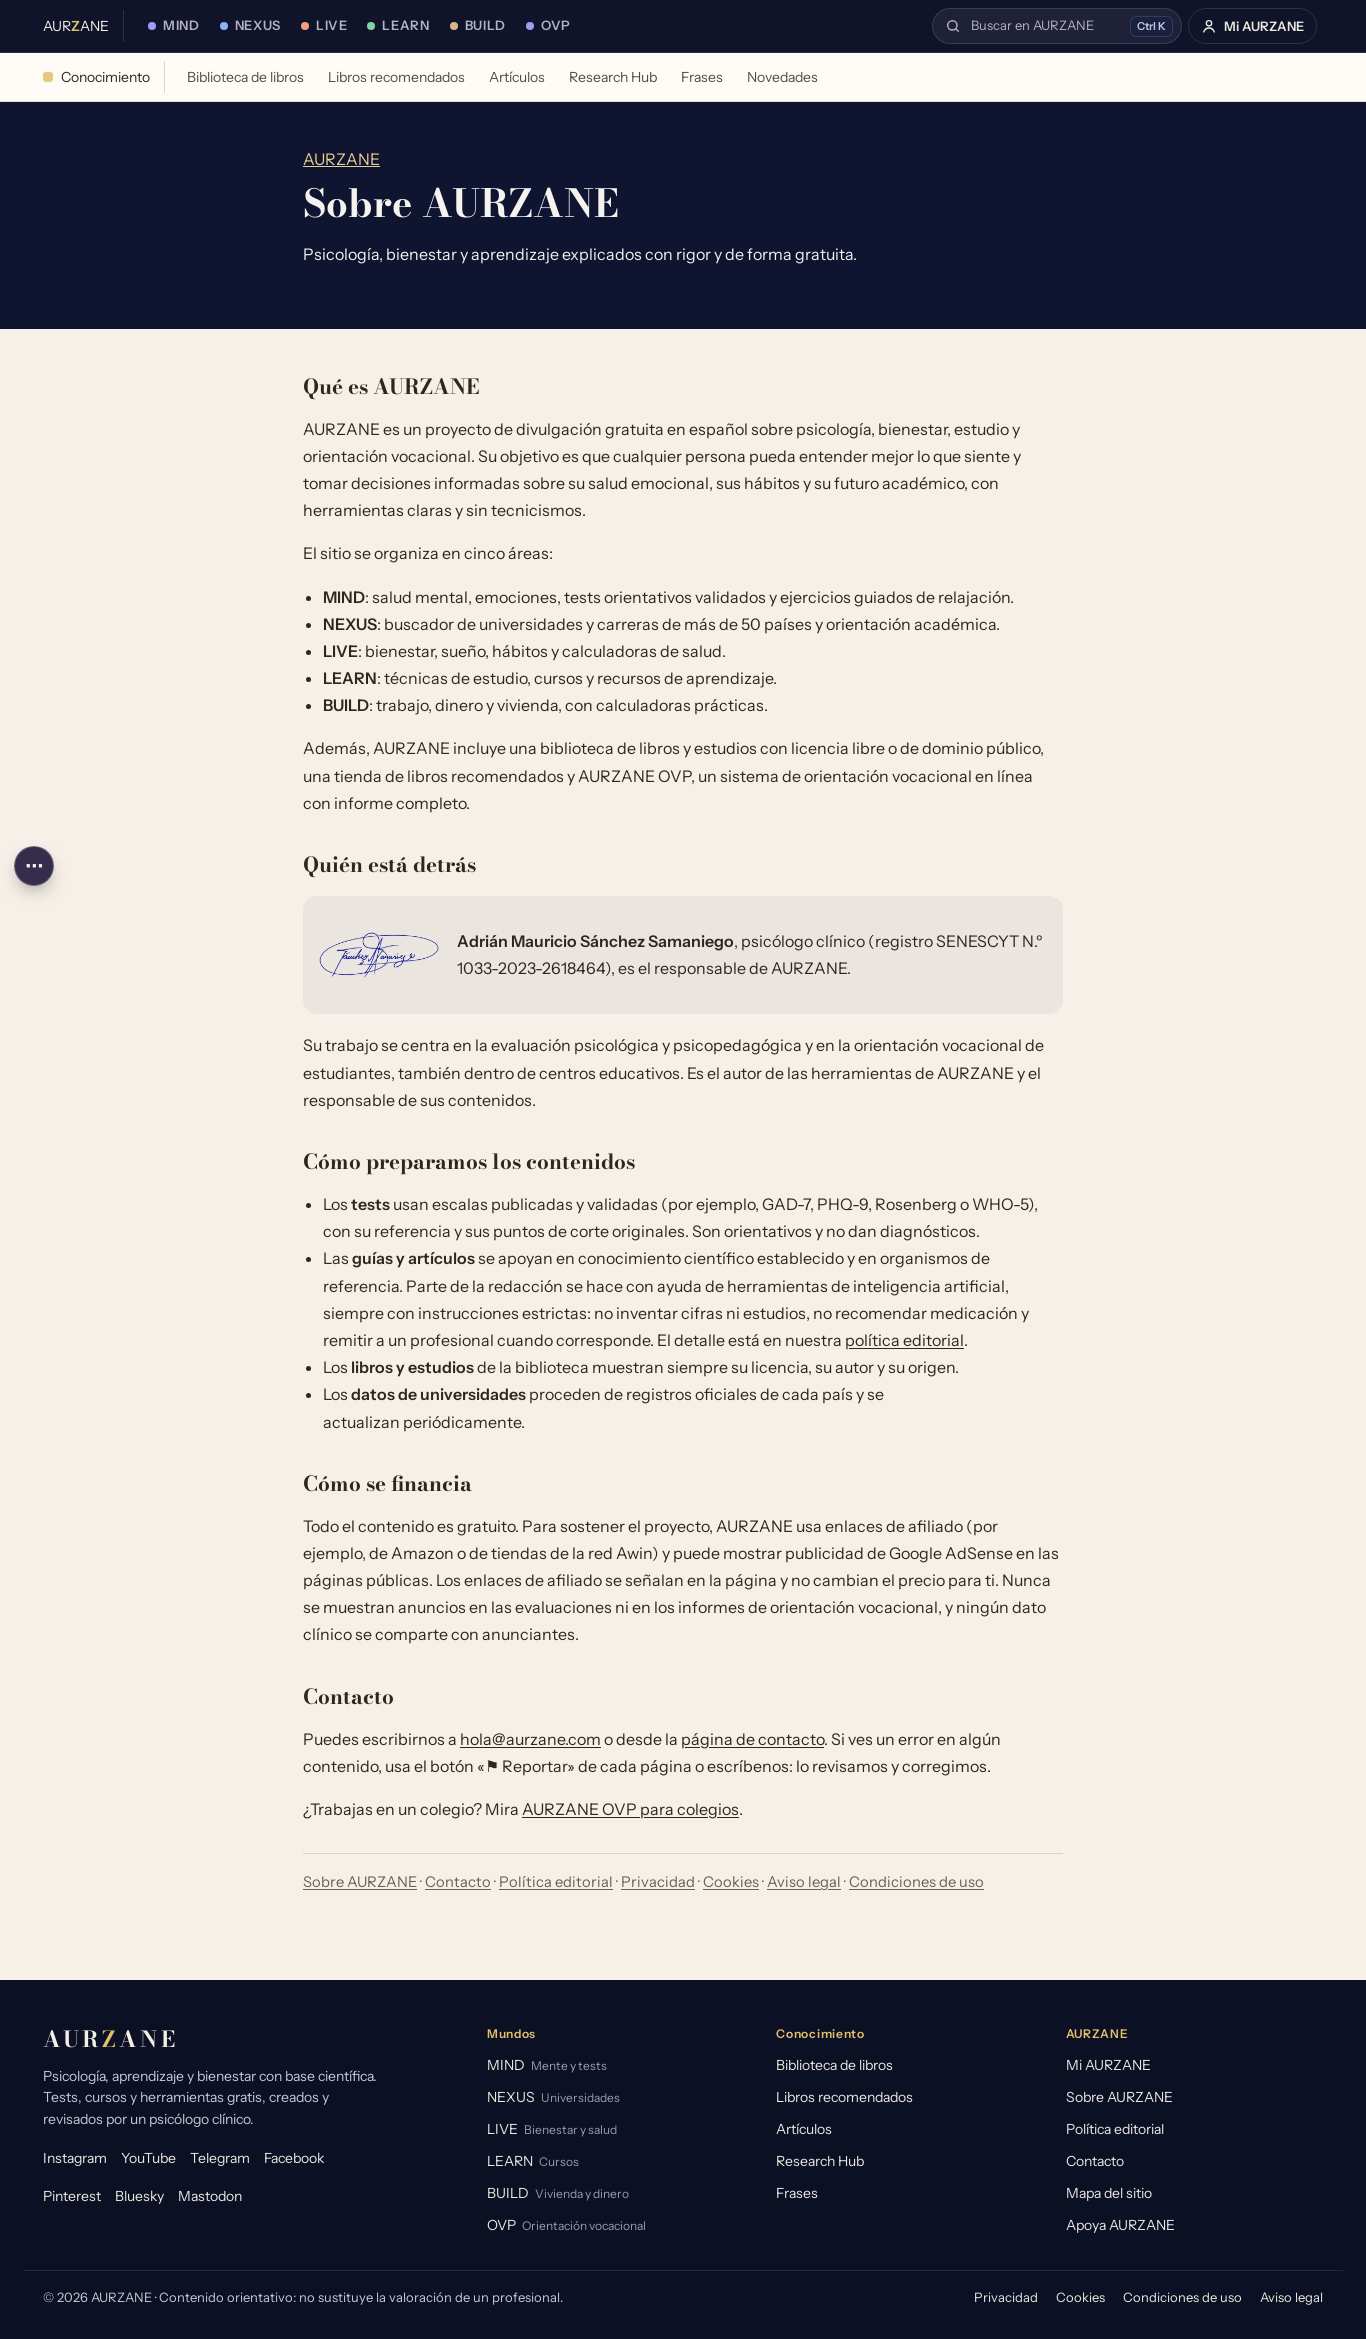 AURZANE
MIND
NEXUS
LIVE
LEARN
BUILD
OVP
Buscar en AURZANE
Ctrl K
Mi AURZANE
Conocimiento
Biblioteca de libros
Libros recomendados
Artículos
Research Hub
Frases
Novedades
AURZANE
Sobre AURZANE
Psicología, bienestar y aprendizaje explicados con rigor y de forma gratuita.
Qué es AURZANE
AURZANE es un proyecto de divulgación gratuita en español sobre psicología, bienestar, estudio y
orientación vocacional. Su objetivo es que cualquier persona pueda entender mejor lo que siente y
tomar decisiones informadas sobre su salud emocional, sus hábitos y su futuro académico, con
herramientas claras y sin tecnicismos.
El sitio se organiza en cinco áreas:
• MIND: salud mental, emociones, tests orientativos validados y ejercicios guiados de relajación.
• NEXUS: buscador de universidades y carreras de más de 50 países y orientación académica.
• LIVE: bienestar, sueño, hábitos y calculadoras de salud.
• LEARN: técnicas de estudio, cursos y recursos de aprendizaje.
• BUILD: trabajo, dinero y vivienda, con calculadoras prácticas.
Además, AURZANE incluye una biblioteca de libros y estudios con licencia libre o de dominio público,
una tienda de libros recomendados y AURZANE OVP, un sistema de orientación vocacional en línea
con informe completo.
Quién está detrás
Adrián Mauricio Sánchez Samaniego, psicólogo clínico (registro SENESCYT N.º
1033-2023-2618464), es el responsable de AURZANE.
Su trabajo se centra en la evaluación psicológica y psicopedagógica y en la orientación vocacional de
estudiantes, también dentro de centros educativos. Es el autor de las herramientas de AURZANE y el
responsable de sus contenidos.
Cómo preparamos los contenidos
• Los tests usan escalas publicadas y validadas (por ejemplo, GAD-7, PHQ-9, Rosenberg o WHO-5),
con su referencia y sus puntos de corte originales. Son orientativos y no dan diagnósticos.
• Las guías y artículos se apoyan en conocimiento científico establecido y en organismos de
referencia. Parte de la redacción se hace con ayuda de herramientas de inteligencia artificial,
siempre con instrucciones estrictas: no inventar cifras ni estudios, no recomendar medicación y
remitir a un profesional cuando corresponde. El detalle está en nuestra política editorial.
• Los libros y estudios de la biblioteca muestran siempre su licencia, su autor y su origen.
• Los datos de universidades proceden de registros oficiales de cada país y se
actualizan periódicamente.
Cómo se financia
Todo el contenido es gratuito. Para sostener el proyecto, AURZANE usa enlaces de afiliado (por
ejemplo, de Amazon o de tiendas de la red Awin) y puede mostrar publicidad de Google AdSense en las
páginas públicas. Los enlaces de afiliado se señalan en la página y no cambian el precio para ti. Nunca
se muestran anuncios en las evaluaciones ni en los informes de orientación vocacional, y ningún dato
clínico se comparte con anunciantes.
Contacto
Puedes escribirnos a hola@aurzane.com o desde la página de contacto. Si ves un error en algún
contenido, usa el botón «⚑ Reportar» de cada página o escríbenos: lo revisamos y corregimos.
¿Trabajas en un colegio? Mira AURZANE OVP para colegios.
Sobre AURZANE · Contacto · Política editorial · Privacidad · Cookies · Aviso legal · Condiciones de uso
AURZANE
Psicología, aprendizaje y bienestar con base científica.
Tests, cursos y herramientas gratis, creados y
revisados por un psicólogo clínico.
Instagram YouTube Telegram Facebook
Pinterest Bluesky Mastodon
Mundos
MIND Mente y tests
NEXUS Universidades
LIVE Bienestar y salud
LEARN Cursos
BUILD Vivienda y dinero
OVP Orientación vocacional
Conocimiento
Biblioteca de libros
Libros recomendados
Artículos
Research Hub
Frases
AURZANE
Mi AURZANE
Sobre AURZANE
Política editorial
Contacto
Mapa del sitio
Apoya AURZANE
© 2026 AURZANE · Contenido orientativo: no sustituye la valoración de un profesional.
Privacidad Cookies Condiciones de uso Aviso legal